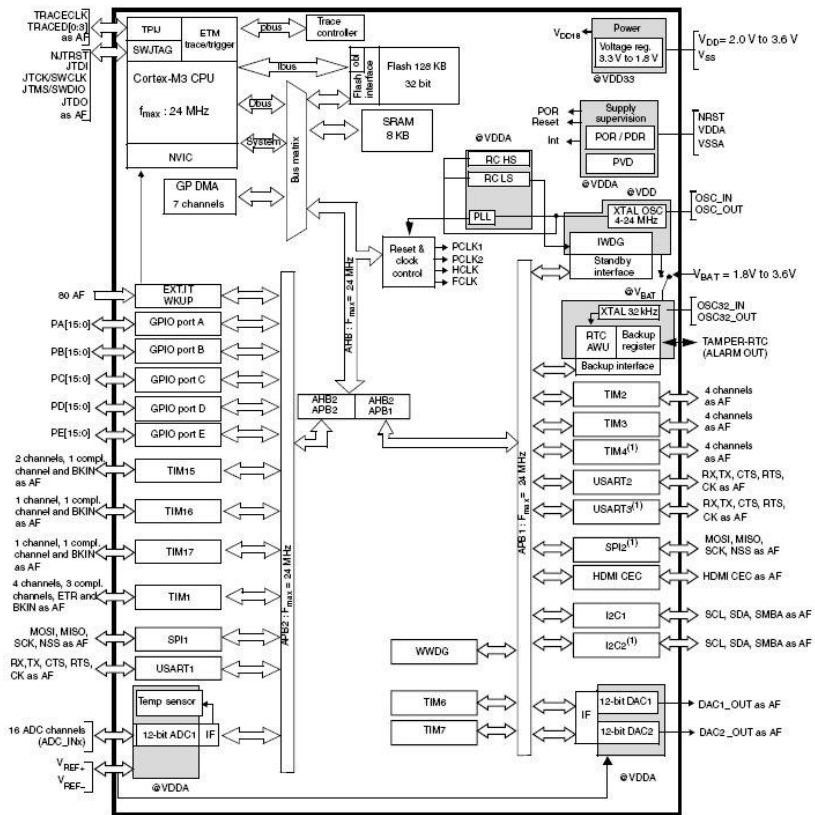 TRACECLK
TRACED[0:3]
as AF
NJTRST
JTDI
JTCK/SWCLK
JTMS/SWDIO
JTDO
as AF
TPIU
SWJTAG
ETM
trace/trigger
pbus
Trace
controller
Cortex-M3 CPU
fmax : 24 MHz
NVIC
Ibus
Dbus
System
Flash obl
interface
Flash 128 KB
32 bit
SRAM
8 KB
Bus matrix
GP DMA
7 channels
VDD18
Power
Voltage reg.
3.3 V to 1.8 V
@VDD33
VDD= 2.0 V to 3.6 V
VSS
POR
Reset
Int
Supply
supervision
POR / PDR
PVD
@VDDA
NRST
VDDA
VSSA
@VDDA
RC HS
RC LS
PLL
Reset &
clock
control
PCLK1
PCLK2
HCLK
FCLK
@VDD
XTAL OSC
4-24 MHz
IWDG
Standby
interface
OSC_IN
OSC_OUT
VBAT = 1.8V to 3.6V
@VBAT
XTAL 32 kHz
RTC
AWU
Backup
register
Backup interface
OSC32_IN
OSC32_OUT
TAMPER-RTC
(ALARM OUT)
AHB : Fmax= 24 MHz
AHB2
APB2
AHB2
APB1
APB2 : Fmax= 24 MHz
APB1 : Fmax= 24 MHz
80 AF
EXT.IT
WKUP
PA[15:0]
GPIO port A
PB[15:0]
GPIO port B
PC[15:0]
GPIO port C
PD[15:0]
GPIO port D
PE[15:0]
GPIO port E
2 channels, 1 compl.
channel and BKIN
as AF
TIM15
1 channel, 1 compl.
channel and BKIN
as AF
TIM16
1 channel, 1 compl.
channel and BKIN
as AF
TIM17
4 channels, 3 compl.
channels, ETR and
BKIN as AF
TIM1
MOSI, MISO,
SCK, NSS as AF
SPI1
RX,TX, CTS, RTS,
CK as AF
USART1
Temp sensor
16 ADC channels
(ADC_INx)
12-bit ADC1
IF
VREF+
VREF–
@VDDA
TIM2
4 channels
as AF
TIM3
4 channels
as AF
TIM4(1)
4 channels
as AF
USART2
RX,TX, CTS, RTS,
CK as AF
USART3(1)
RX,TX, CTS, RTS,
CK as AF
SPI2(1)
MOSI, MISO,
SCK, NSS as AF
HDMI CEC
HDMI CEC as AF
I2C1
SCL, SDA, SMBA as AF
I2C2(1)
SCL, SDA, SMBA as AF
WWDG
TIM6
TIM7
IF
12-bit DAC1
DAC1_OUT as AF
12-bit DAC2
DAC2_OUT as AF
@VDDA